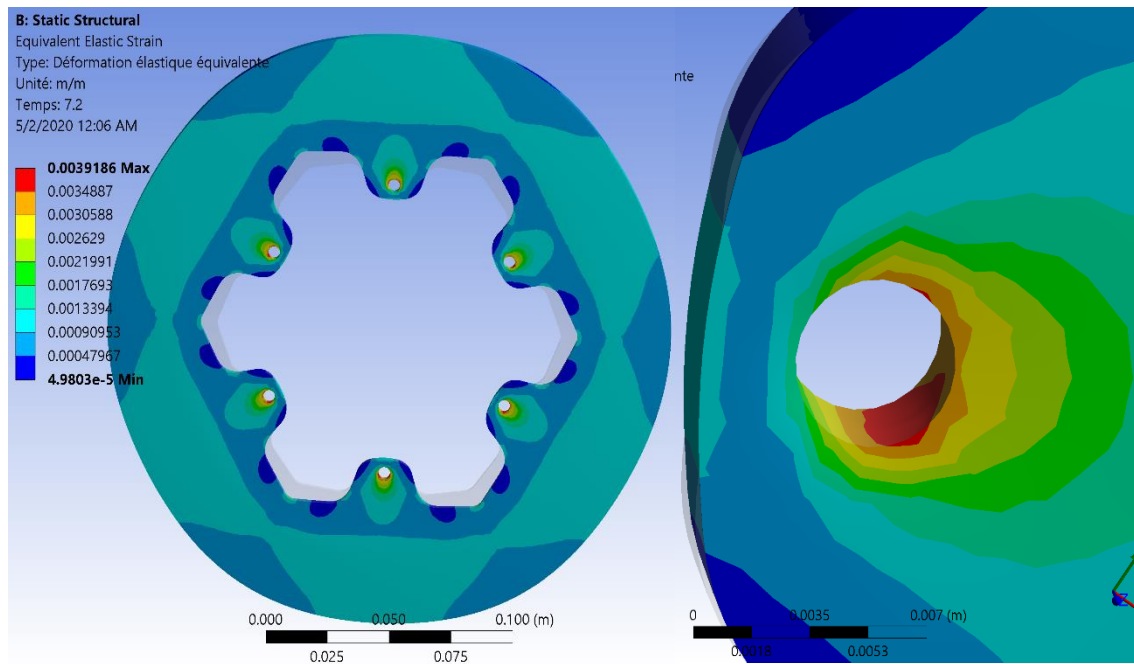 B: Static Structural
Equivalent Elastic Strain
Type: Déformation élastique équivalente
Unité: m/m
Temps: 7.2
5/2/2020 12:06 AM
0.0039186 Max
0.0034887
0.0030588
0.002629
0.0021991
0.0017693
0.0013394
0.00090953
0.00047967
4.9803e-5 Min
0.000
0.050
0.100 (m)
0.025
0.075
nte
0
0.0035
0.007 (m)
0.0018
0.0053
Z